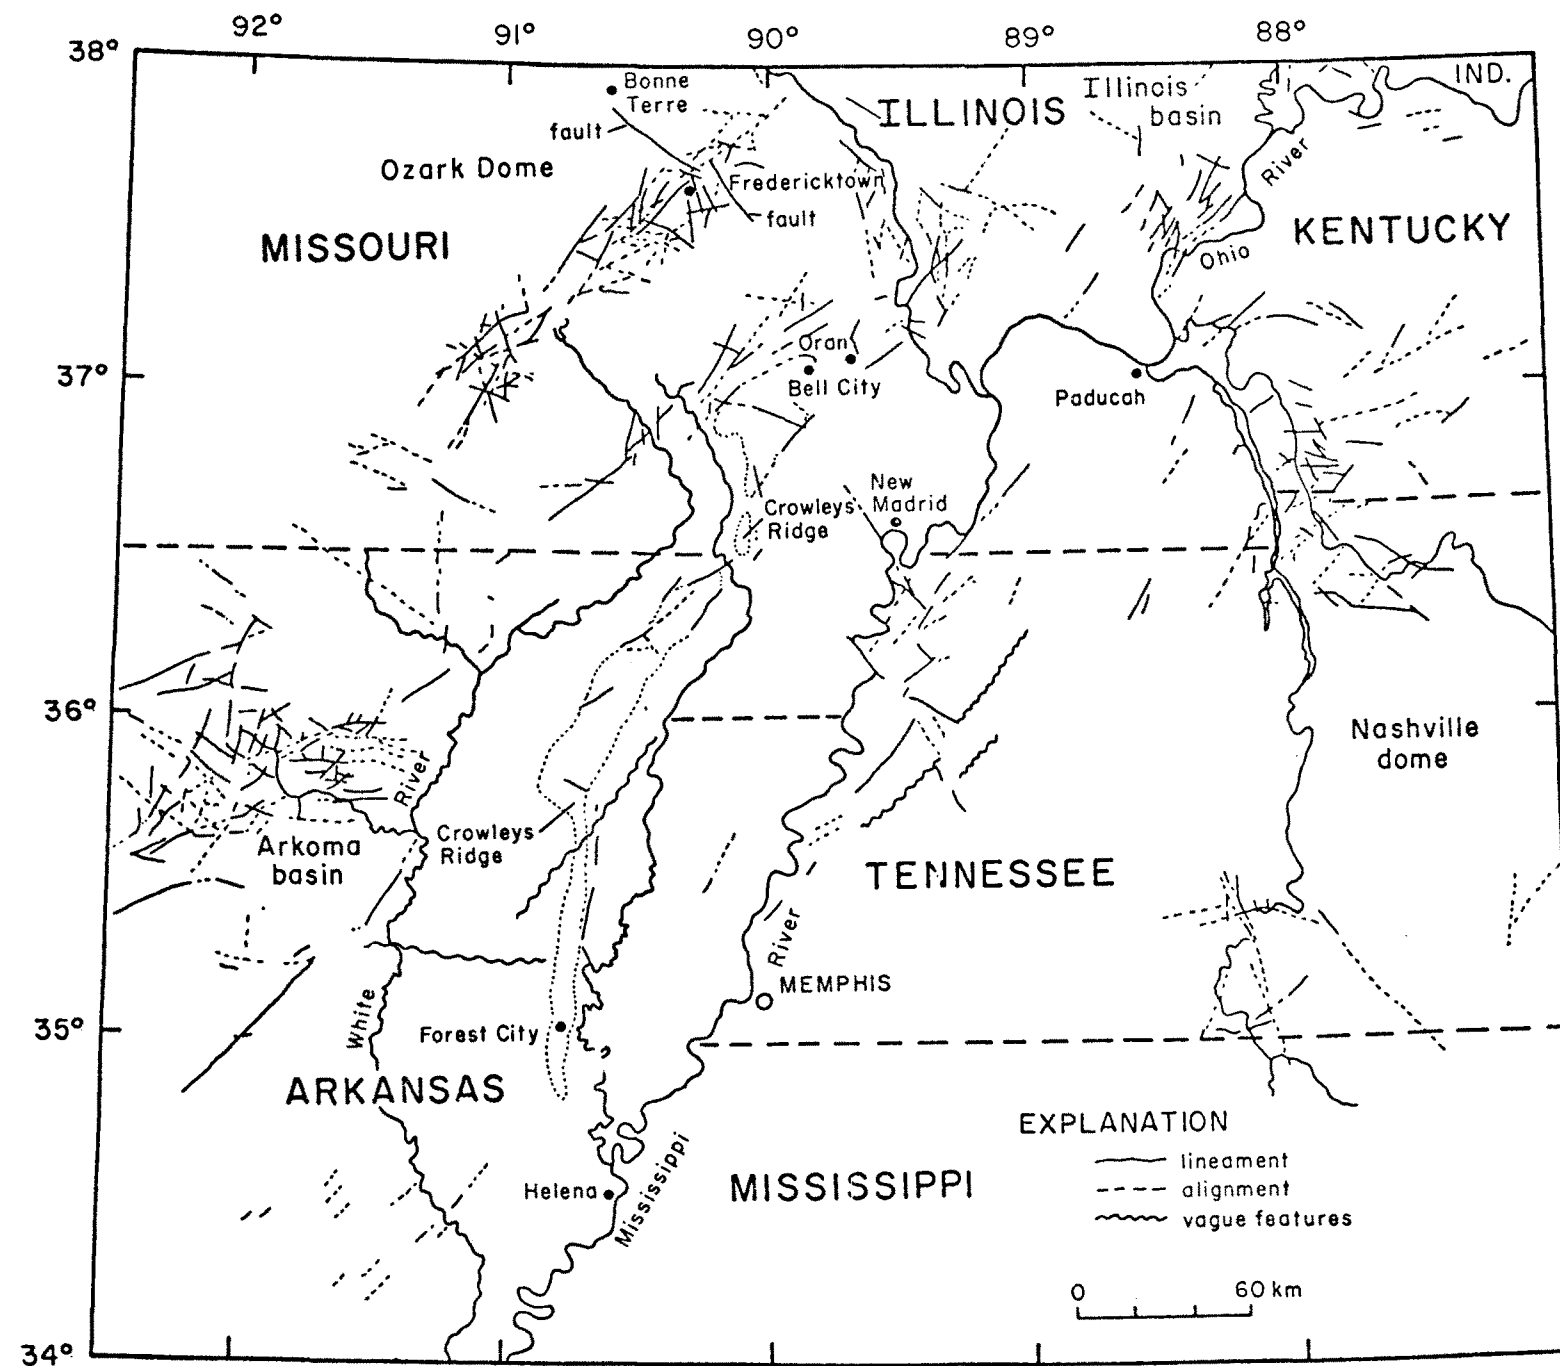 92° 91° 90° 89° 88°
38°
IND.
Bonne
Terre
ILLINOIS
Illinois
basin
fault
Ozark Dome
River
Fredericktown
fault
MISSOURI
KENTUCKY
Ohio
Oran
37°
Bell City
Paducah
New
Madrid
Crowleys
Ridge
36°
Nashville
dome
River
Crowleys
Ridge
Arkoma
basin
TENNESSEE
River
MEMPHIS
White
35°
Forest City
ARKANSAS
EXPLANATION
lineament
alignment
vague features
Helena
Mississippi
MISSISSIPPI
0 60 km
34°